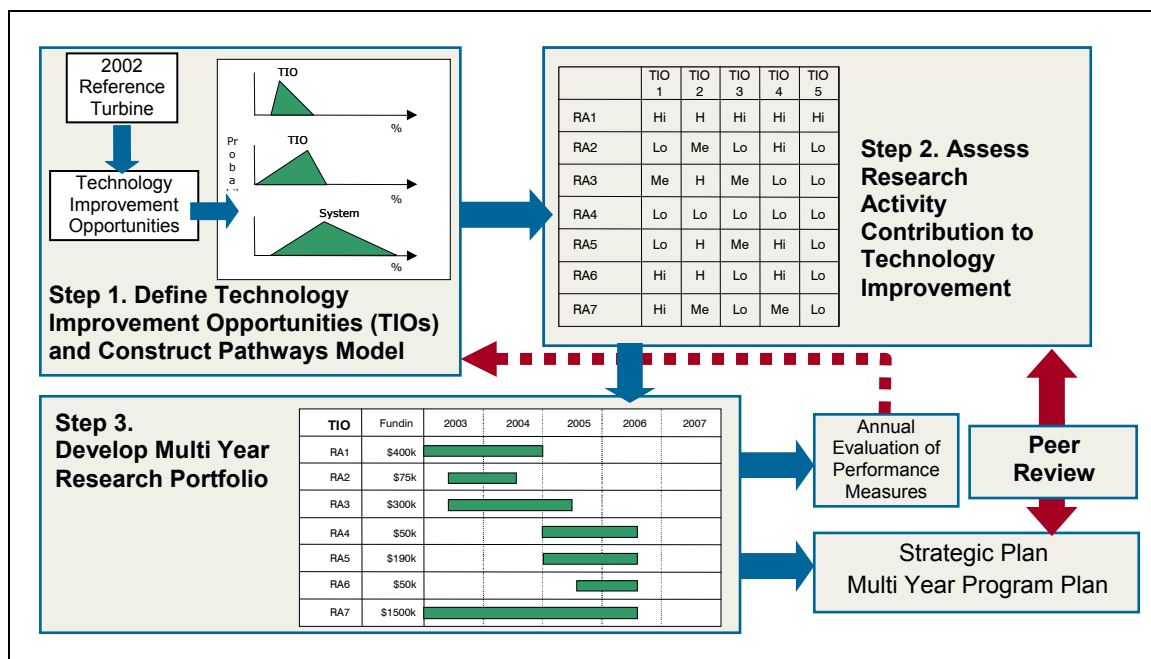 2002
Reference
Turbine
Technology
Improvement
Opportunities
TIO
%
Pr
o
b
a
TIO
%
System
%
Step 1. Define Technology
Improvement Opportunities (TIOs)
and Construct Pathways Model
TIO 1 TIO 2 TIO 3 TIO 4 TIO 5
RA1 Hi H Hi Hi Hi
RA2 Lo Me Lo Hi Lo
RA3 Me H Me Lo Lo
RA4 Lo Lo Lo Lo Lo
RA5 Lo H Me Hi Lo
RA6 Hi H Lo Hi Lo
RA7 Hi Me Lo Me Lo
Step 2. Assess
Research
Activity
Contribution to
Technology
Improvement
Step 3.
Develop Multi Year
Research Portfolio
TIO Fundin 2003 2004 2005 2006 2007
RA1 $400k
RA2 $75k
RA3 $300k
RA4 $50k
RA5 $190k
RA6 $50k
RA7 $1500k
Annual
Evaluation of
Performance
Measures
Peer
Review
Strategic Plan
Multi Year Program Plan